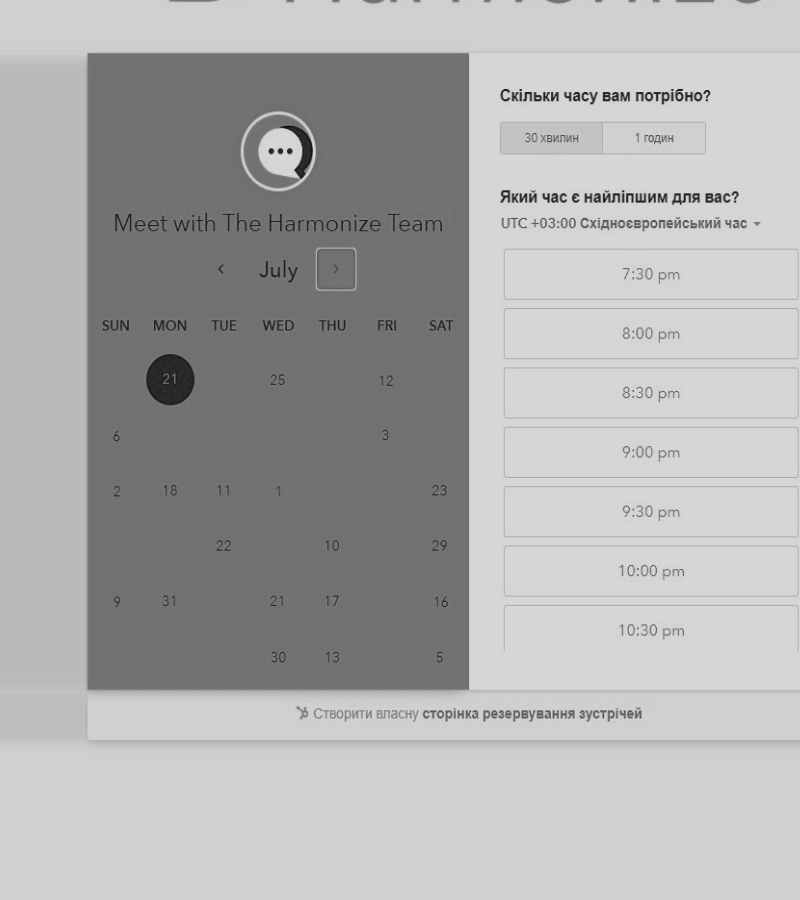 Harmonize
Meet with The Harmonize Team
‹ July ›
SUN MON TUE WED THU FRI SAT
21 25 12
6 3
2 18 11 1 23
22 10 29
9 31 21 17 16
30 13 5
Скільки часу вам потрібно?
30 хвилин 1 годин
Який час є найліпшим для вас?
UTC +03:00 Східноєвропейський час
7:30 pm
8:00 pm
8:30 pm
9:00 pm
9:30 pm
10:00 pm
10:30 pm
Створити власну сторінка резервування зустрічей